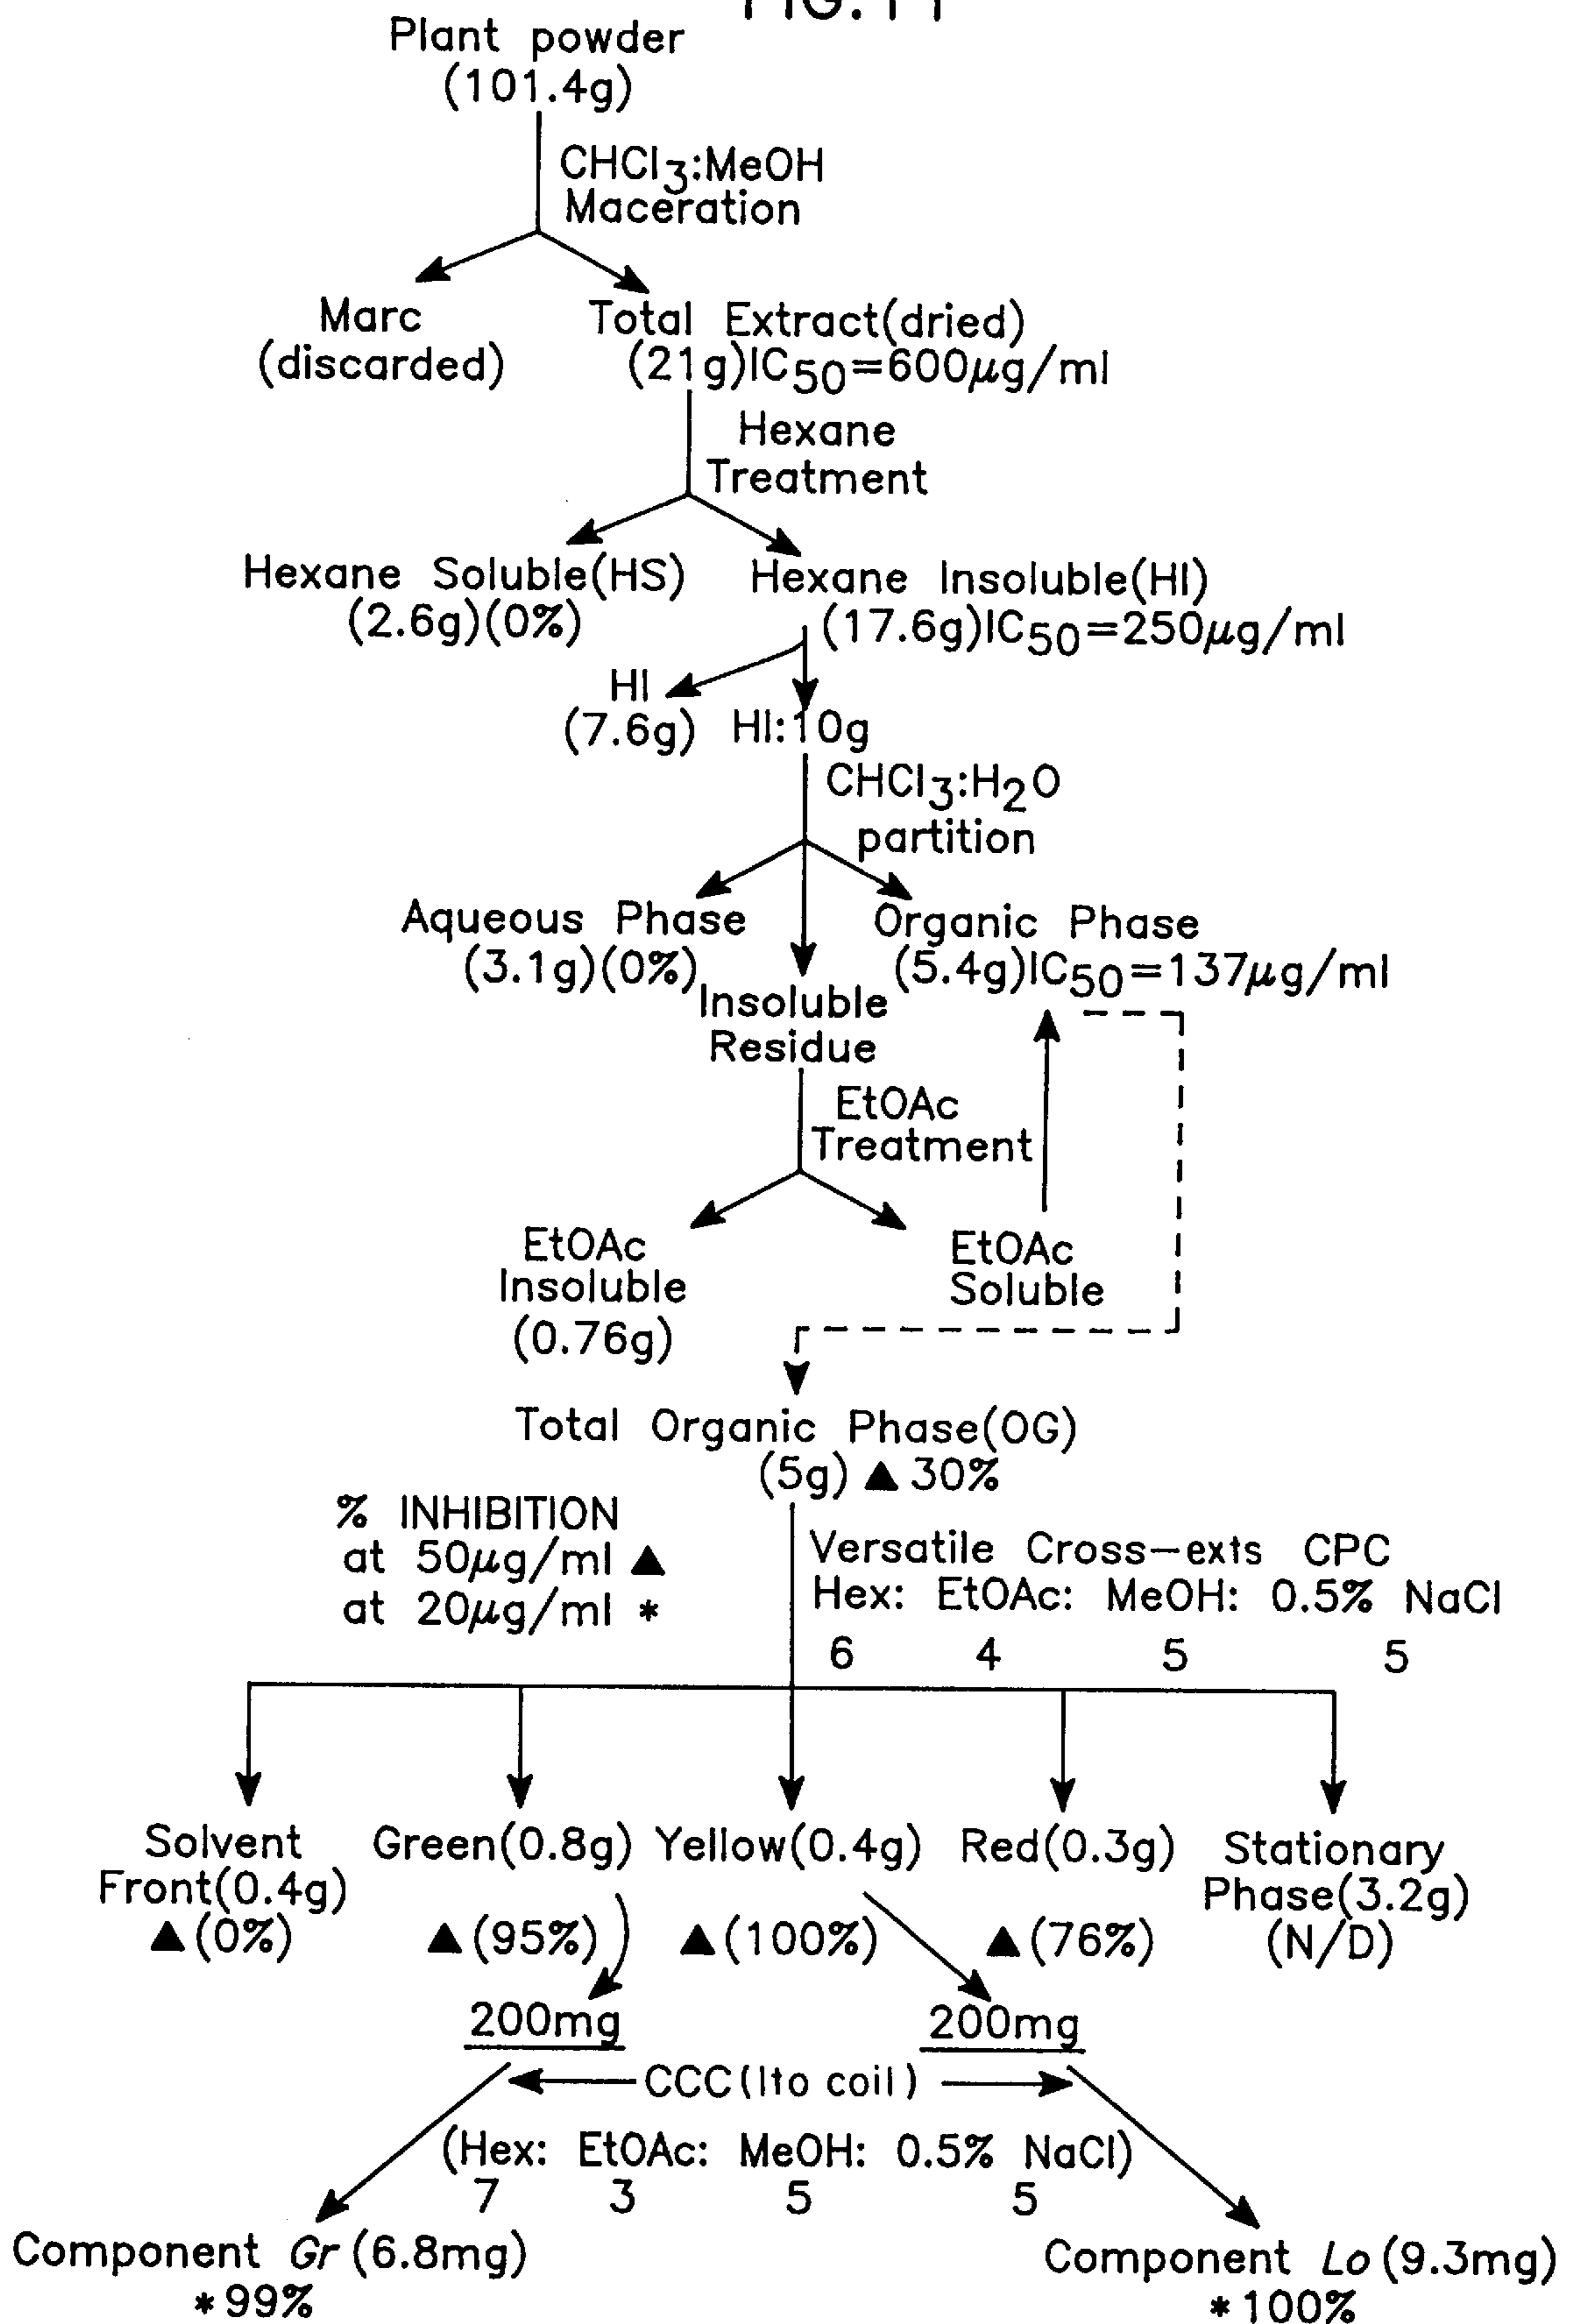 FIG. 11
Plant powder
(101.4g)
CHCl3:MeOH
Maceration
Marc
(discarded)
Total Extract(dried)
(21g)IC50=600μg/ml
Hexane
Treatment
Hexane Soluble(HS)
(2.6g)(0%)
Hexane Insoluble(HI)
(17.6g)IC50=250μg/ml
HI
(7.6g)
HI:10g
CHCl3:H2O
partition
Aqueous Phase
(3.1g)(0%)
Organic Phase
(5.4g)IC50=137μg/ml
Insoluble
Residue
EtOAc
Treatment
EtOAc
Insoluble
(0.76g)
EtOAc
Soluble
Total Organic Phase(OG)
(5g) ▲ 30%
% INHIBITION
at 50μg/ml ▲
at 20μg/ml *
Versatile Cross-exts CPC
Hex: EtOAc: MeOH: 0.5% NaCl
6 4 5 5
Solvent
Front(0.4g)
▲(0%)
Green(0.8g)
▲(95%)
Yellow(0.4g)
▲(100%)
Red(0.3g)
▲(76%)
Stationary
Phase(3.2g)
(N/D)
200mg
200mg
CCC(Ito coil)
(Hex: EtOAc: MeOH: 0.5% NaCl)
7 3 5 5
Component Gr (6.8mg)
*99%
Component Lo (9.3mg)
*100%